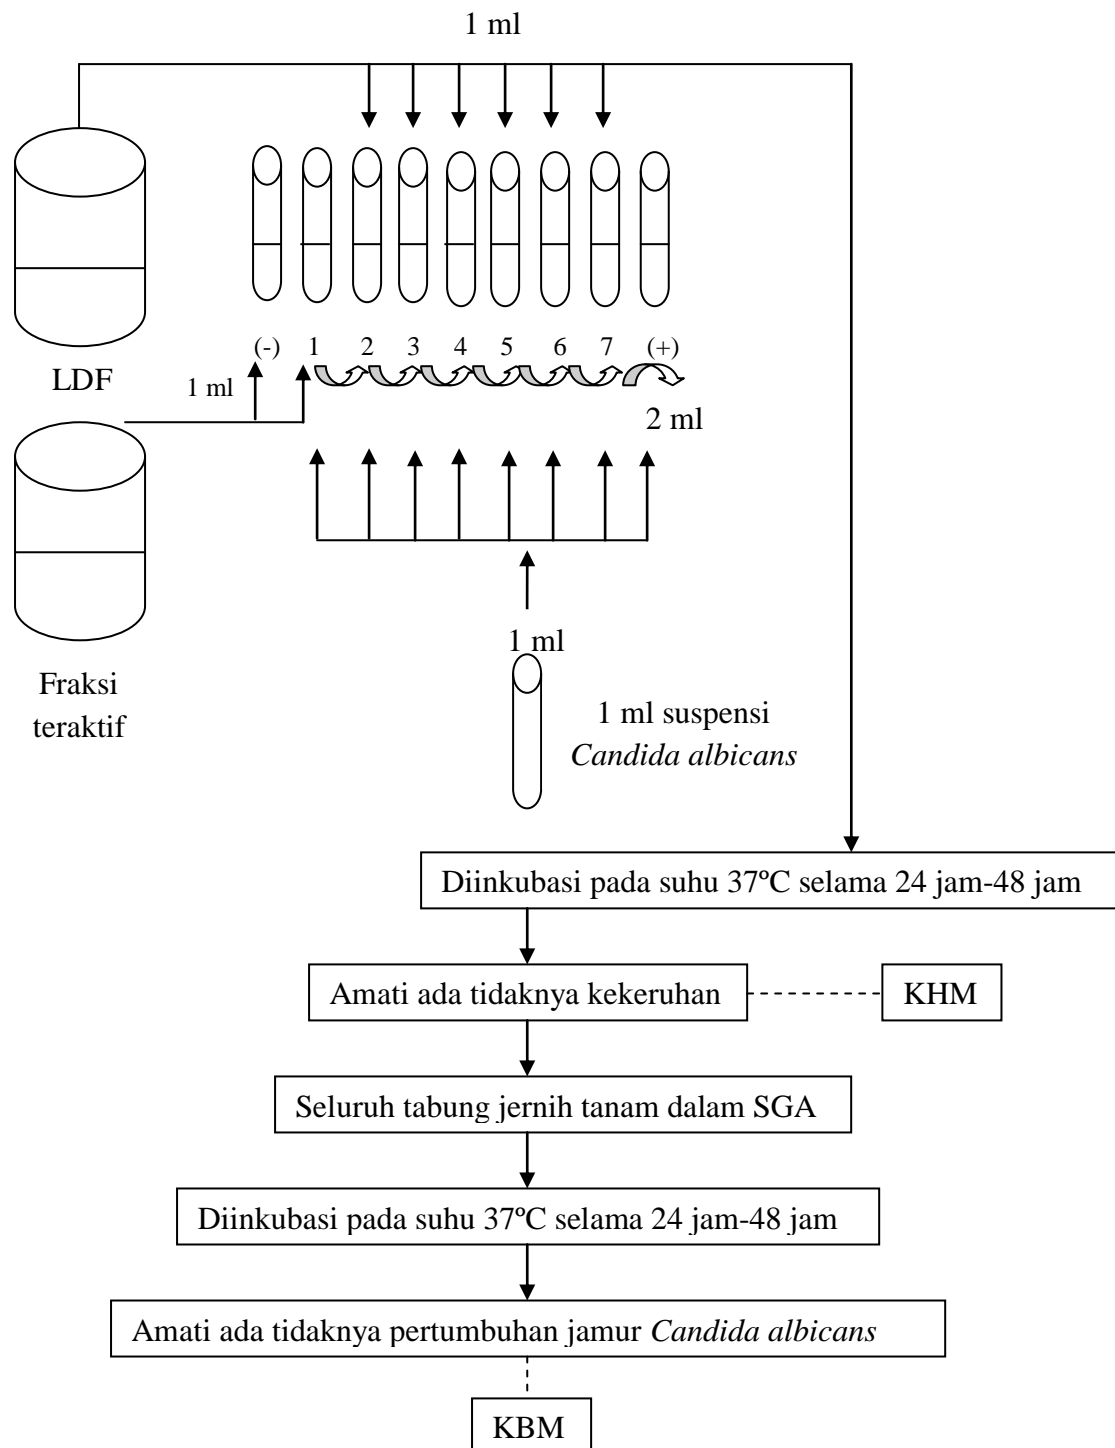 1 ml
(-) 1 2 3 4 5 6 7 (+)
LDF
1 ml
2 ml
1 ml
Fraksi
teraktif
1 ml suspensi
Candida albicans
Diinkubasi pada suhu 37ºC selama 24 jam-48 jam
Amati ada tidaknya kekeruhan
KHM
Seluruh tabung jernih tanam dalam SGA
Diinkubasi pada suhu 37ºC selama 24 jam-48 jam
Amati ada tidaknya pertumbuhan jamur Candida albicans
KBM